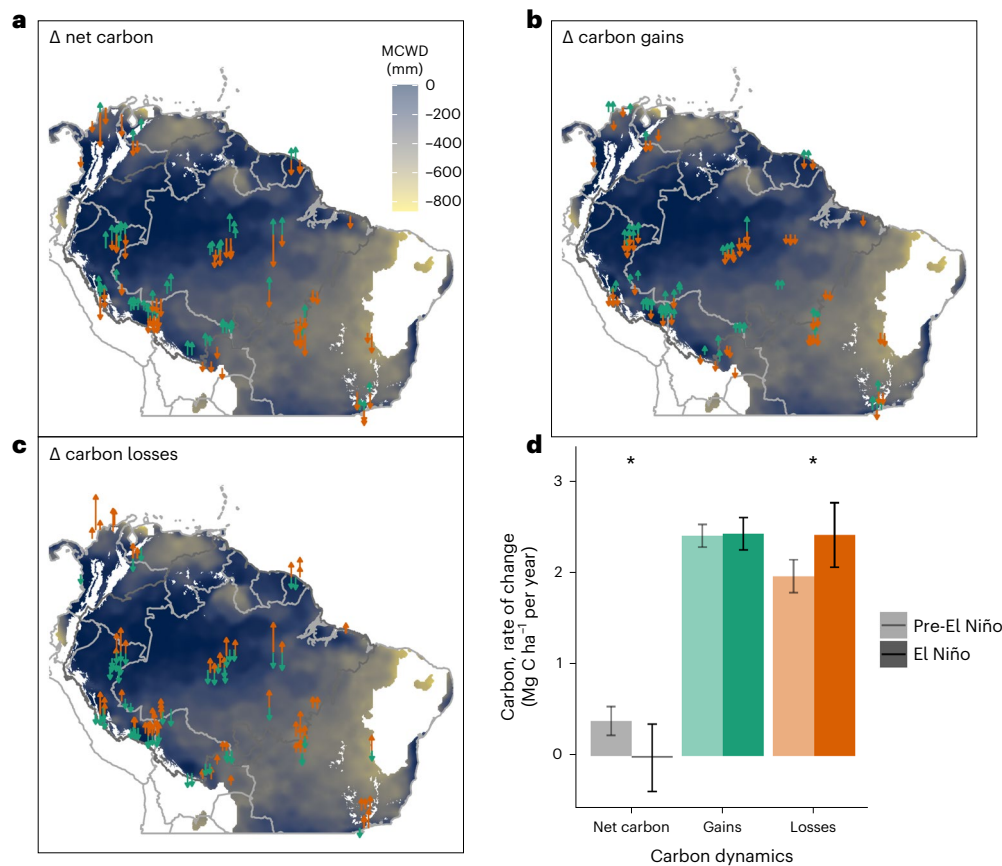 a
Δ net carbon
MCWD
(mm)
0
−200
−400
−600
−800
b
Δ carbon gains
c
Δ carbon losses
d
*
*
3
2
1
0
Carbon, rate of change
(Mg C ha⁻¹ per year)
Net carbon
Gains
Losses
Carbon dynamics
Pre-El Niño
El Niño